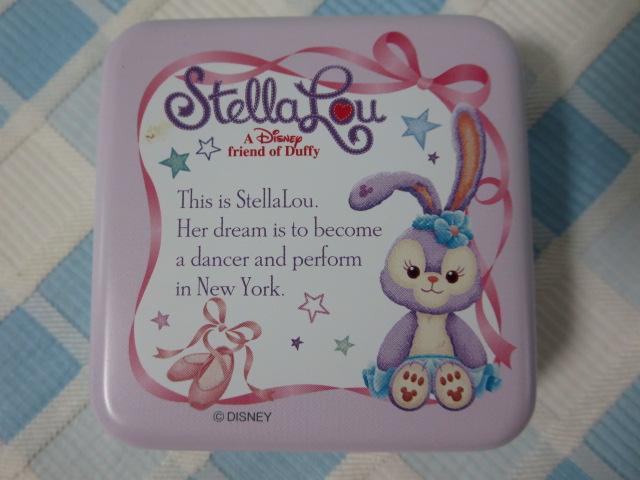 StellaLou
A Disney
friend of Duffy
This is StellaLou.
Her dream is to become
a dancer and perform
in New York.
© DISNEY